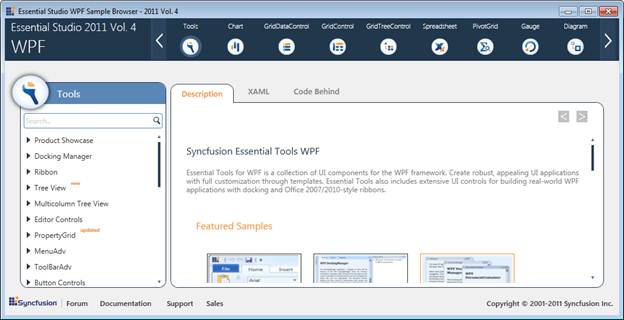 Essential Studio WPF Sample Browser - 2011 Vol. 4
Essential Studio 2011 Vol. 4
WPF
Tools Chart GridDataControl GridControl GridTreeControl Spreadsheet PivotGrid Gauge Diagram
Tools
Search...
Product Showcase
Docking Manager
Ribbon
Tree View new
Multicolumn Tree View
Editor Controls
PropertyGrid updated
MenuAdv
ToolBarAdv
Button Controls
Description XAML Code Behind
Syncfusion Essential Tools WPF
Essential Tools for WPF is a collection of UI components for the WPF framework. Create robust, appealing UI applications
with full customization through templates. Essential Tools also includes extensive UI controls for building real-world WPF
applications with docking and Office 2007/2010-style ribbons.
Featured Samples
File Home Insert
Arial
Syncfusion Forum Documentation Support Sales
Copyright © 2001-2011 Syncfusion Inc.